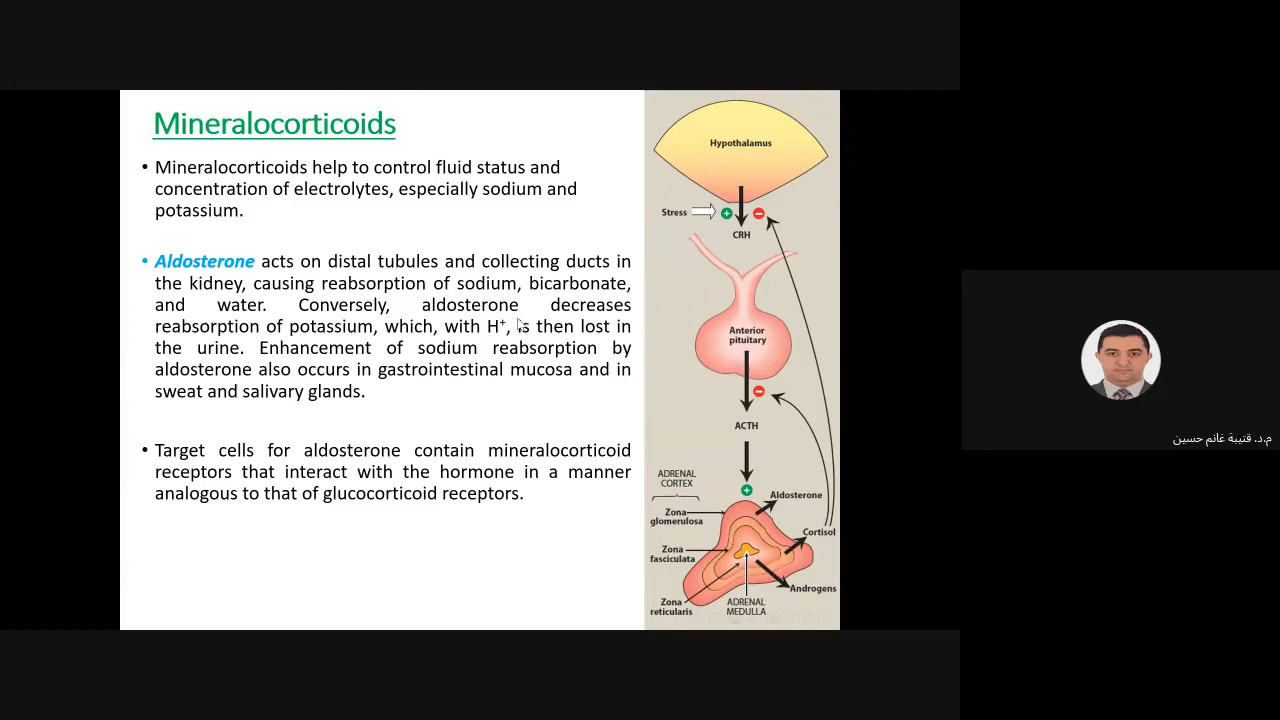 Mineralocorticoids
• Mineralocorticoids help to control fluid status and
concentration of electrolytes, especially sodium and
potassium.
• Aldosterone acts on distal tubules and collecting ducts in
the kidney, causing reabsorption of sodium, bicarbonate,
and water. Conversely, aldosterone decreases
reabsorption of potassium, which, with H⁺, is then lost in
the urine. Enhancement of sodium reabsorption by
aldosterone also occurs in gastrointestinal mucosa and in
sweat and salivary glands.
• Target cells for aldosterone contain mineralocorticoid
receptors that interact with the hormone in a manner
analogous to that of glucocorticoid receptors.
Hypothalamus
Stress
CRH
Anterior
pituitary
ACTH
ADRENAL
CORTEX
Aldosterone
Zona
glomerulosa
Cortisol
Zona
fasciculata
Androgens
Zona
reticularis
ADRENAL
MEDULLA
م.د. قتيبة غانم حسين